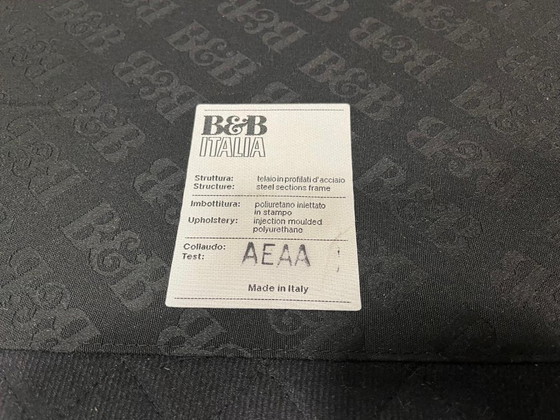 B&B
ITALIA
Struttura: telaio in profilati d'acciaio
Structure: steel sections frame
Imbottitura: poliuretano iniettato
in stampo
Upholstery: injection moulded
polyurethane
Collaudo:
Test: AEAA
Made in Italy